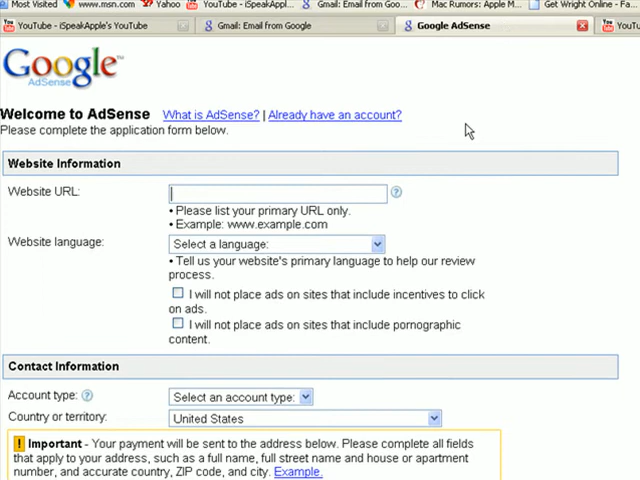 Most Visited www.msn.com Yahoo YouTube - iSpeakAppl... Gmail: Email from Goo... Mac Rumors: Apple M... Get Wright Online - Fa...
YouTube - iSpeakApple's YouTube Gmail: Email from Google Google AdSense
Google™
AdSense
Welcome to AdSense What is AdSense? | Already have an account?
Please complete the application form below.
Website Information
Website URL: ?
• Please list your primary URL only.
• Example: www.example.com
Website language: Select a language:
• Tell us your website's primary language to help our review
process.
I will not place ads on sites that include incentives to click
on ads.
I will not place ads on sites that include pornographic
content.
Contact Information
Account type: ? Select an account type:
Country or territory: United States
! Important - Your payment will be sent to the address below. Please complete all fields
that apply to your address, such as a full name, full street name and house or apartment
number, and accurate country, ZIP code, and city. Example.